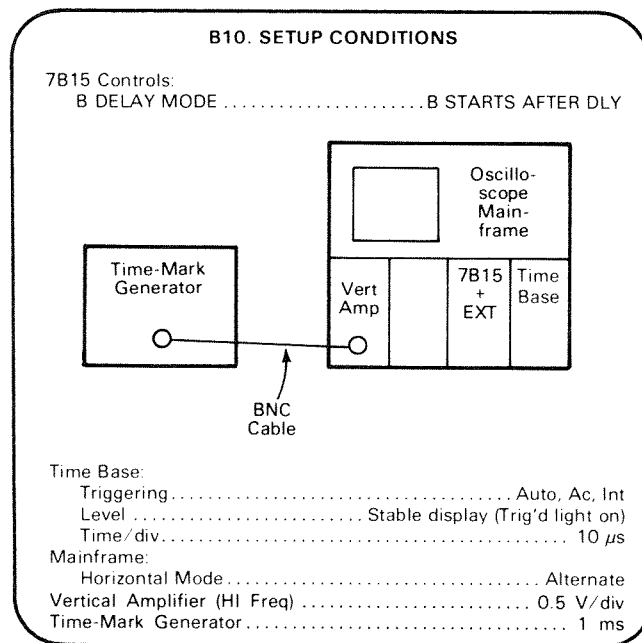 B10. SETUP CONDITIONS
7B15 Controls:
B DELAY MODE ...................... B STARTS AFTER DLY
Oscillo-
scope
Main-
frame
Time-Mark
Generator
Vert
Amp
7B15
+
EXT
Time
Base
BNC
Cable
Time Base:
Triggering .................................. Auto, Ac, Int
Level ........................ Stable display (Trig'd light on)
Time/div. ........................................ 10 μs
Mainframe:
Horizontal Mode ................................ Alternate
Vertical Amplifier (HI Freq) ....................... 0.5 V/div
Time-Mark Generator ................................ 1 ms